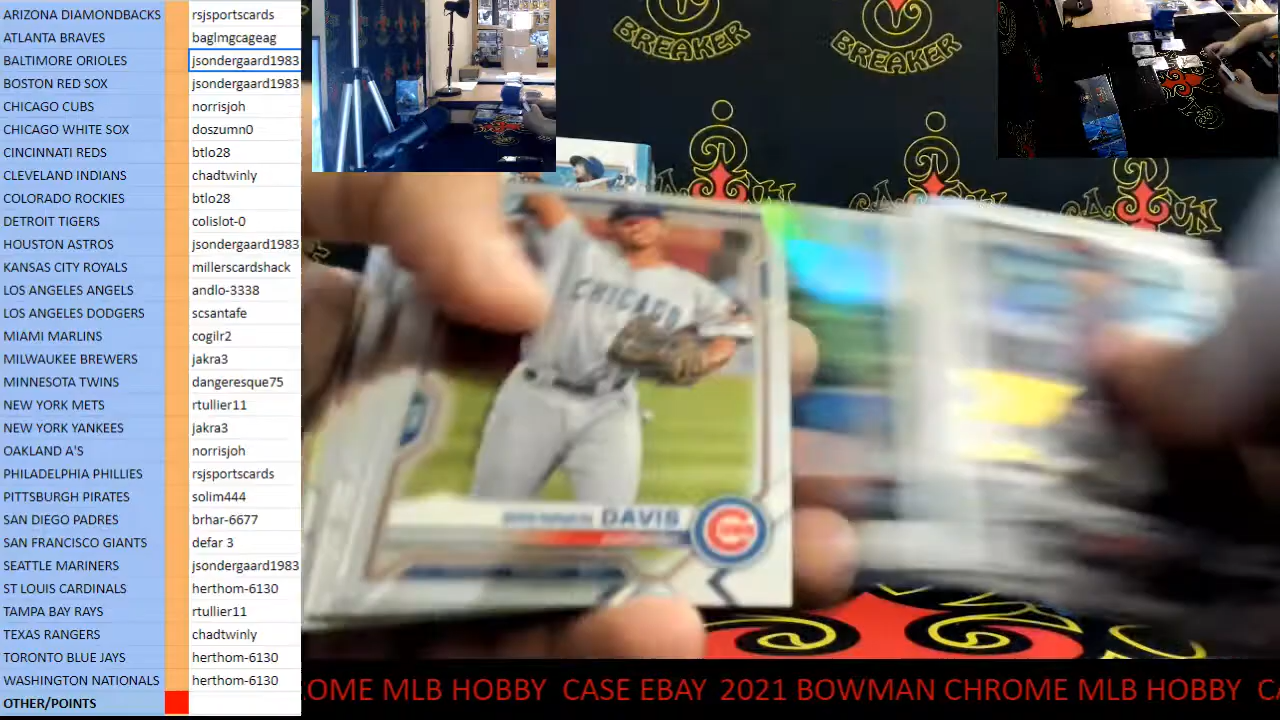 ARIZONA DIAMONDBACKS rsjsportscards
ATLANTA BRAVES baglmgcageag
BALTIMORE ORIOLES jsondergaard1983
BOSTON RED SOX jsondergaard1983
CHICAGO CUBS norrisjoh
CHICAGO WHITE SOX doszumn0
CINCINNATI REDS btlo28
CLEVELAND INDIANS chadtwinly
COLORADO ROCKIES btlo28
DETROIT TIGERS colislot-0
HOUSTON ASTROS jsondergaard1983
KANSAS CITY ROYALS millerscardshack
LOS ANGELES ANGELS andlo-3338
LOS ANGELES DODGERS scsantafe
MIAMI MARLINS cogilr2
MILWAUKEE BREWERS jakra3
MINNESOTA TWINS dangeresque75
NEW YORK METS rtullier11
NEW YORK YANKEES jakra3
OAKLAND A'S norrisjoh
PHILADELPHIA PHILLIES rsjsportscards
PITTSBURGH PIRATES solim444
SAN DIEGO PADRES brhar-6677
SAN FRANCISCO GIANTS defar 3
SEATTLE MARINERS jsondergaard1983
ST LOUIS CARDINALS herthom-6130
TAMPA BAY RAYS rtullier11
TEXAS RANGERS chadtwinly
TORONTO BLUE JAYS herthom-6130
WASHINGTON NATIONALS herthom-6130
OTHER/POINTS
BREAKER
BREAKER
CHICAGO
DAVIS
OME MLB HOBBY CASE EBAY 2021 BOWMAN CHROME MLB HOBBY